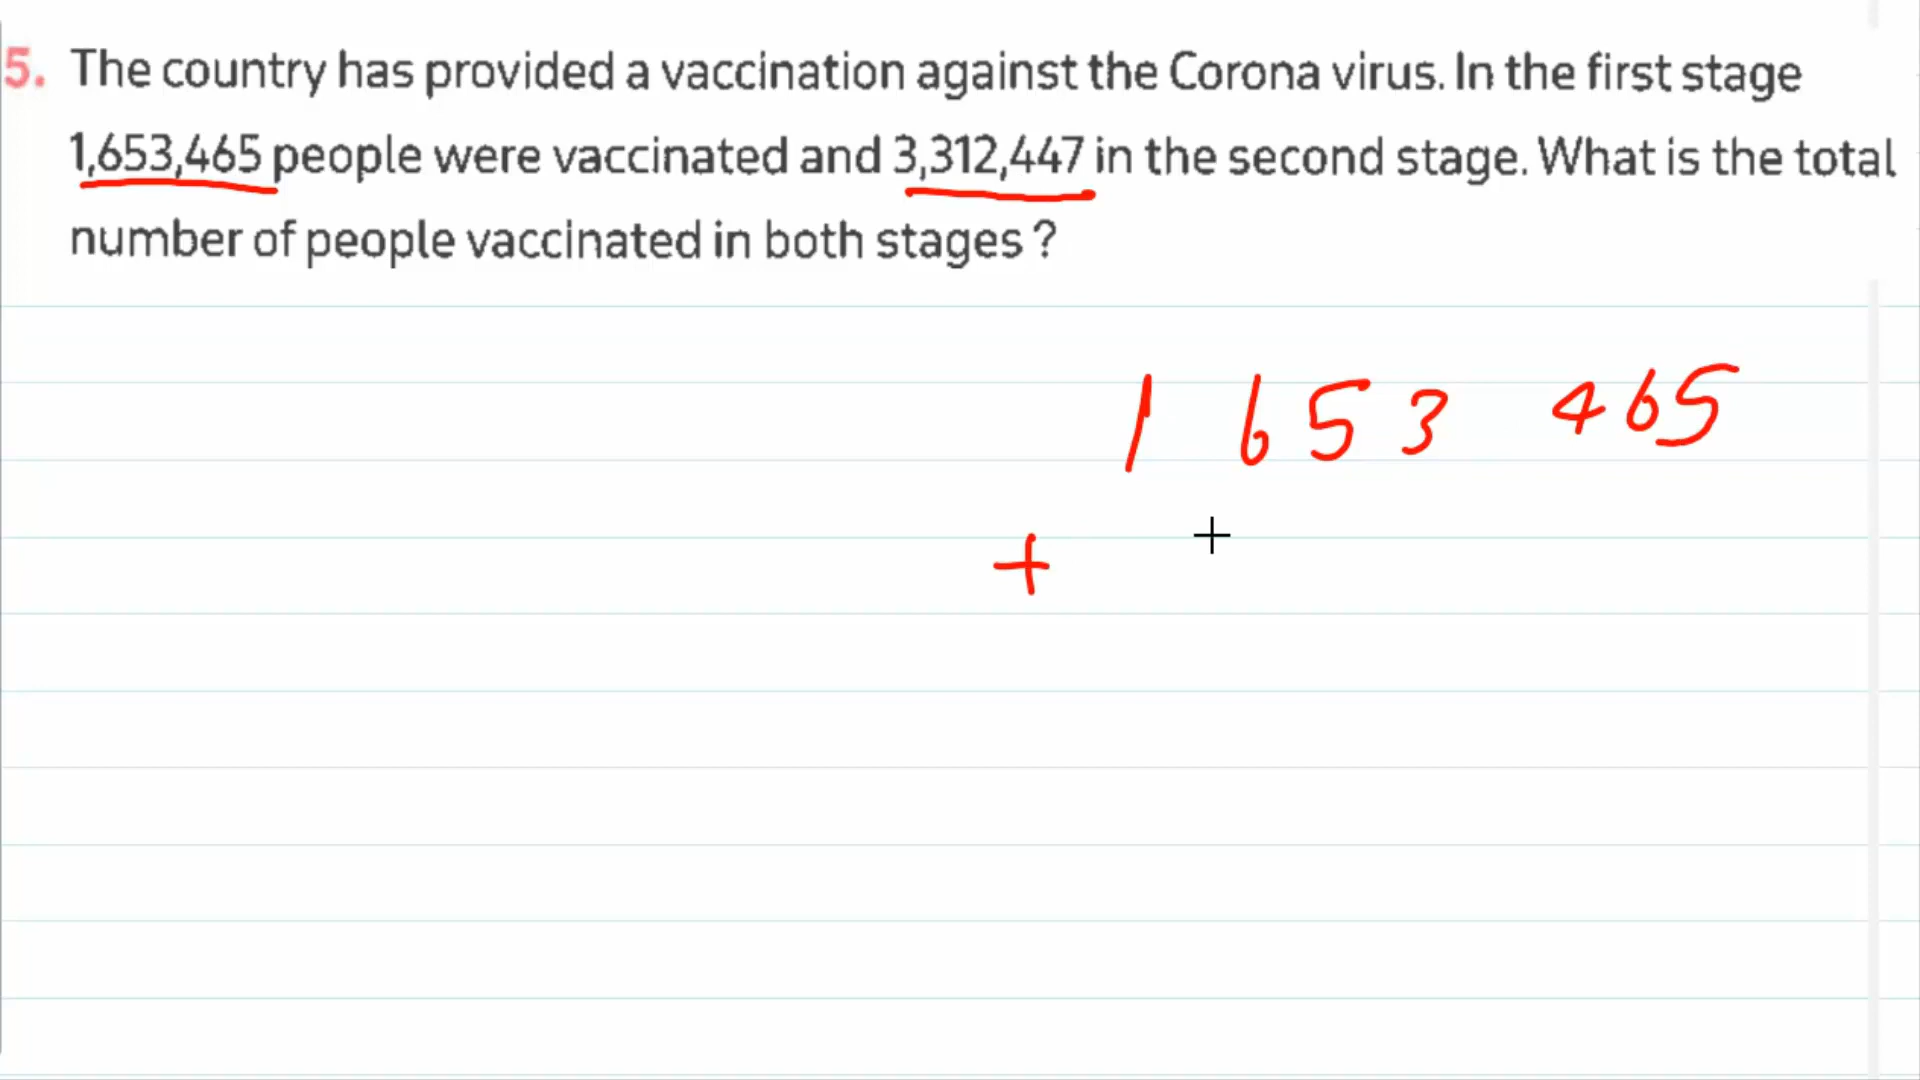 5. The country has provided a vaccination against the Corona virus. In the first stage
1,653,465 people were vaccinated and 3,312,447 in the second stage. What is the total
number of people vaccinated in both stages ?
1 653 465
+